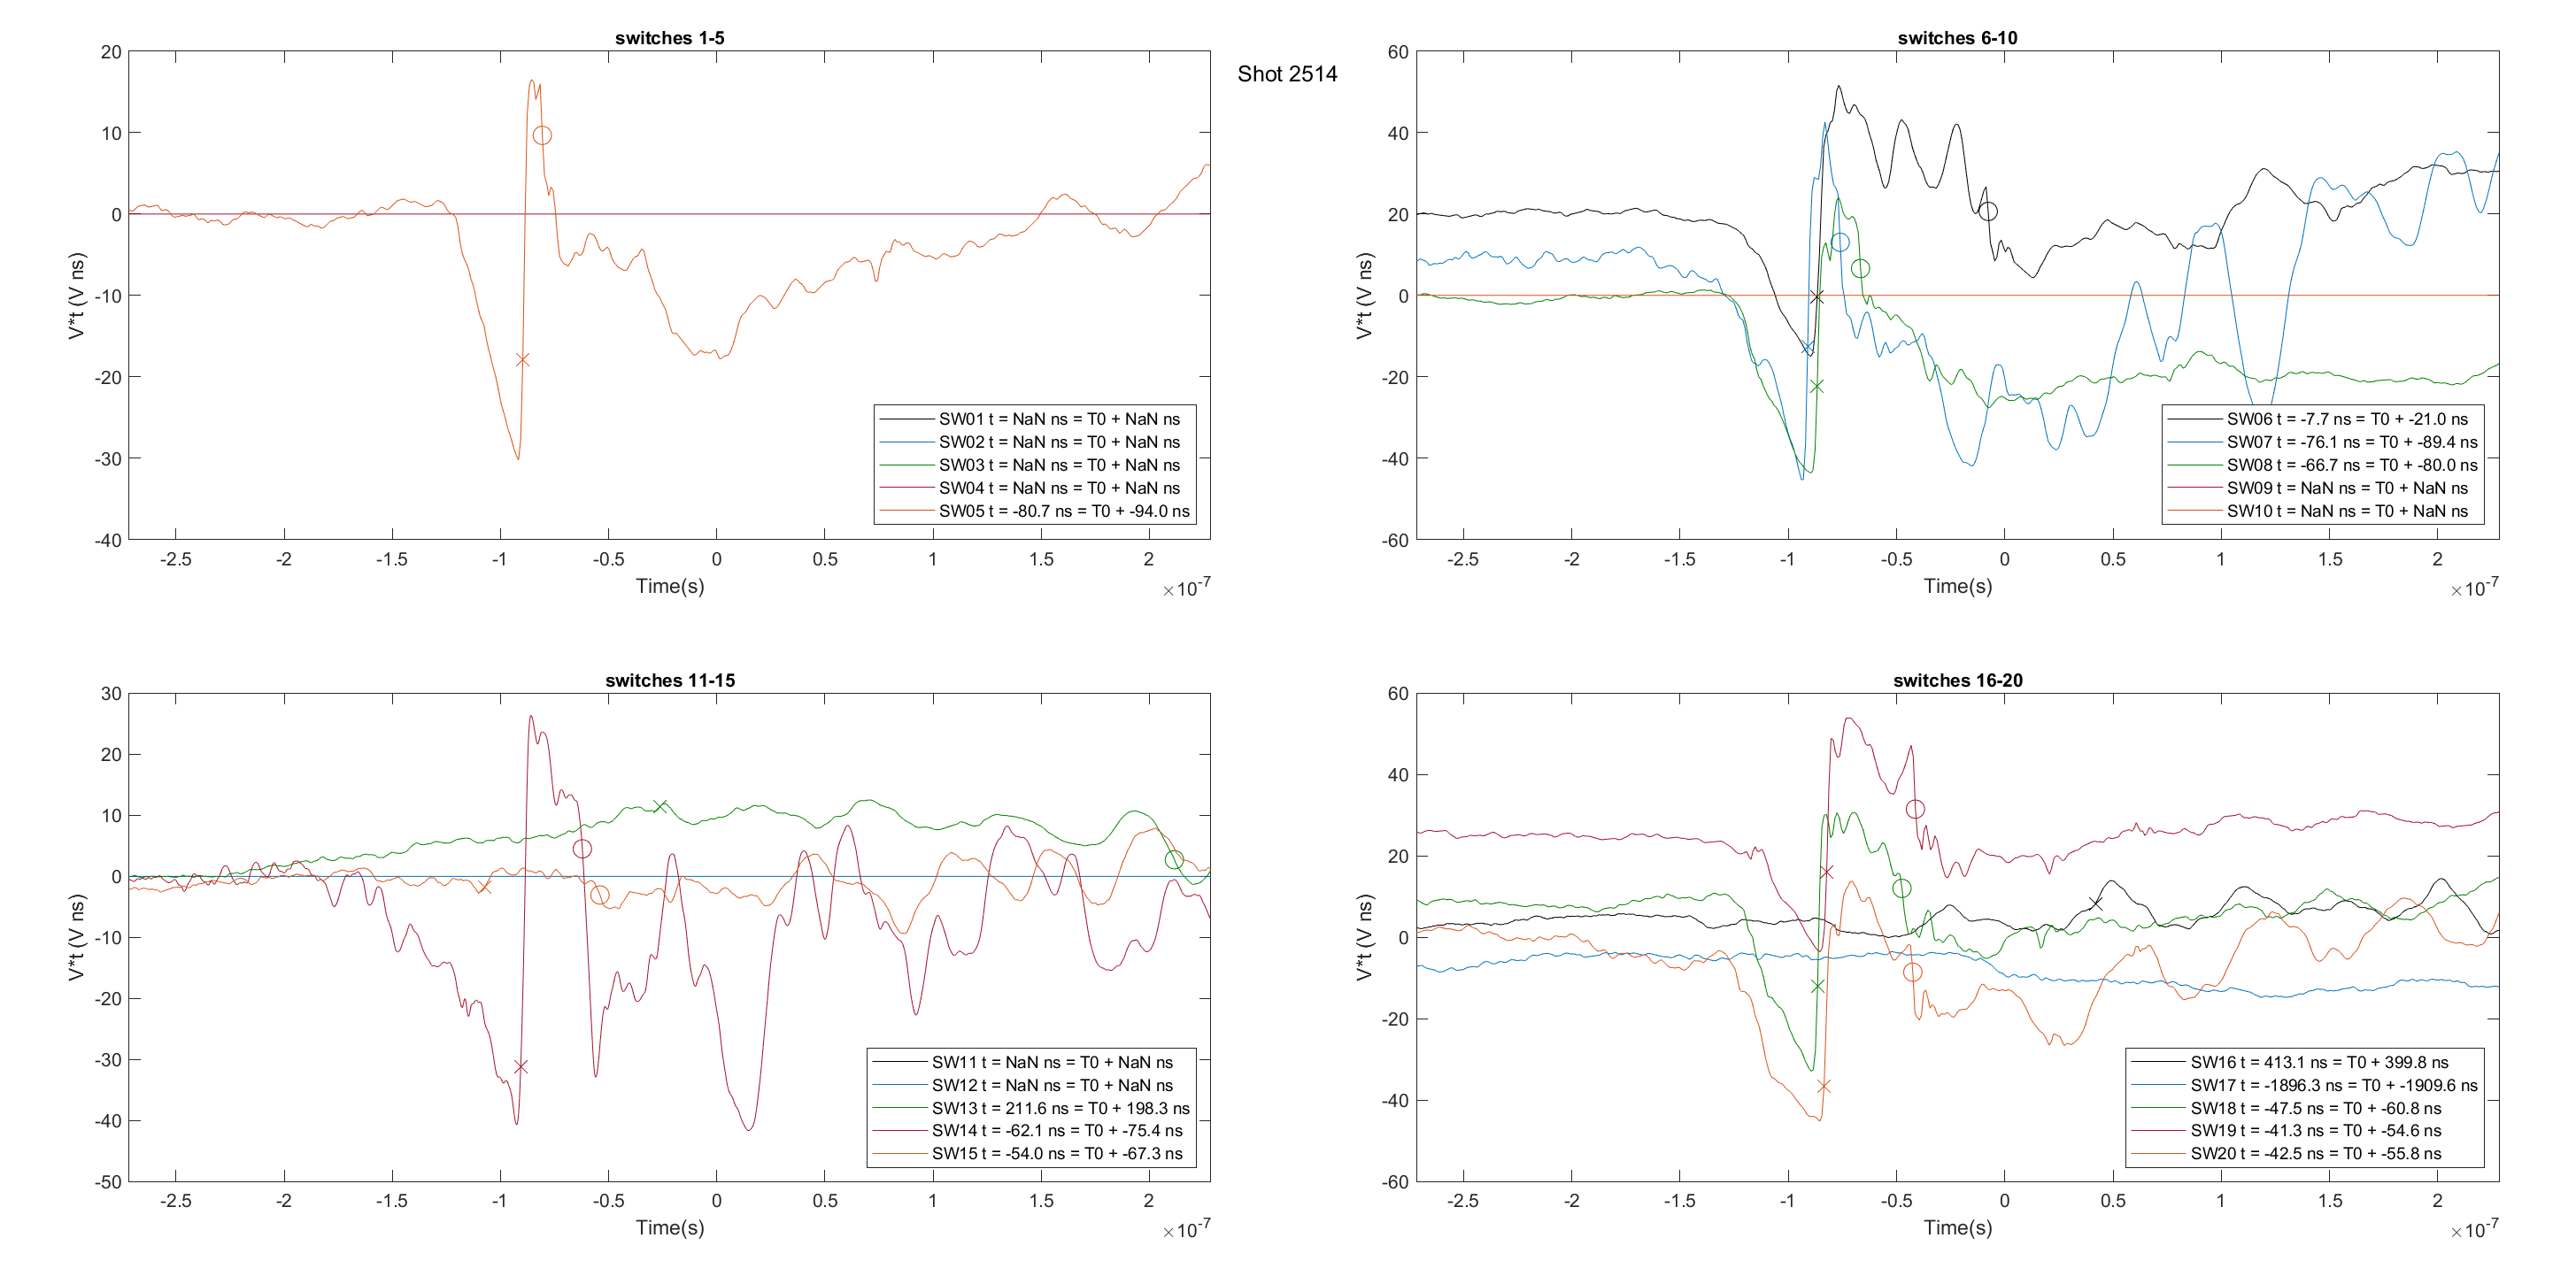 Shot 2514
switches 1-5
20
10
0
-10
-20
-30
-40
V*t (V ns)
-2.5 -2 -1.5 -1 -0.5 0 0.5 1 1.5 2
Time(s)
×10-7
SW01 t = NaN ns = T0 + NaN ns
SW02 t = NaN ns = T0 + NaN ns
SW03 t = NaN ns = T0 + NaN ns
SW04 t = NaN ns = T0 + NaN ns
SW05 t = -80.7 ns = T0 + -94.0 ns
switches 6-10
60
40
20
0
-20
-40
-60
V*t (V ns)
-2.5 -2 -1.5 -1 -0.5 0 0.5 1 1.5 2
Time(s)
×10-7
SW06 t = -7.7 ns = T0 + -21.0 ns
SW07 t = -76.1 ns = T0 + -89.4 ns
SW08 t = -66.7 ns = T0 + -80.0 ns
SW09 t = NaN ns = T0 + NaN ns
SW10 t = NaN ns = T0 + NaN ns
switches 11-15
30
20
10
0
-10
-20
-30
-40
-50
V*t (V ns)
-2.5 -2 -1.5 -1 -0.5 0 0.5 1 1.5 2
Time(s)
×10-7
SW11 t = NaN ns = T0 + NaN ns
SW12 t = NaN ns = T0 + NaN ns
SW13 t = 211.6 ns = T0 + 198.3 ns
SW14 t = -62.1 ns = T0 + -75.4 ns
SW15 t = -54.0 ns = T0 + -67.3 ns
switches 16-20
60
40
20
0
-20
-40
-60
V*t (V ns)
-2.5 -2 -1.5 -1 -0.5 0 0.5 1 1.5 2
Time(s)
×10-7
SW16 t = 413.1 ns = T0 + 399.8 ns
SW17 t = -1896.3 ns = T0 + -1909.6 ns
SW18 t = -47.5 ns = T0 + -60.8 ns
SW19 t = -41.3 ns = T0 + -54.6 ns
SW20 t = -42.5 ns = T0 + -55.8 ns